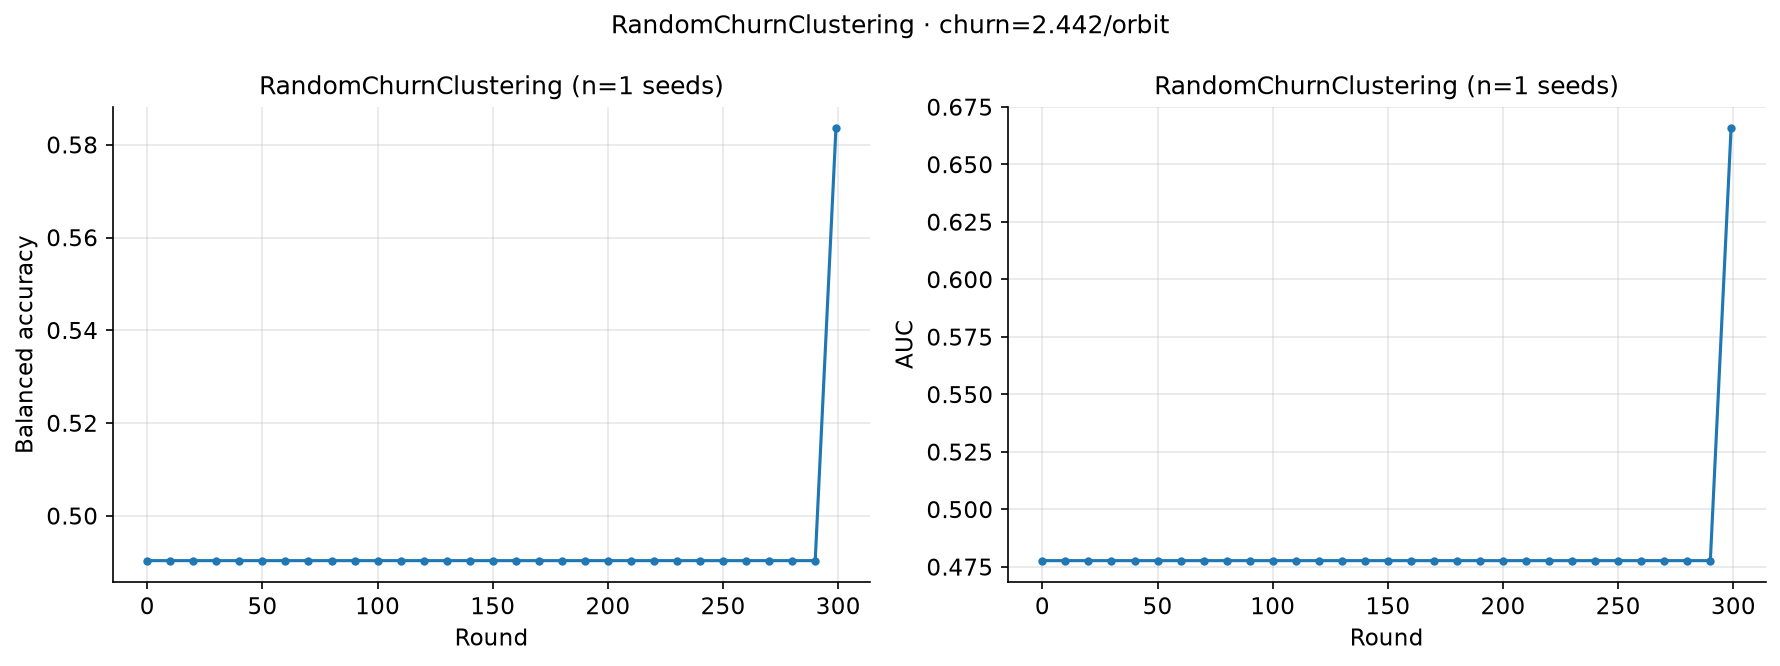 RandomChurnClustering · churn=2.442/orbit
RandomChurnClustering (n=1 seeds)
Balanced accuracy
0.58
0.56
0.54
0.52
0.50
0 50 100 150 200 250 300
Round
RandomChurnClustering (n=1 seeds)
AUC
0.675
0.650
0.625
0.600
0.575
0.550
0.525
0.500
0.475
0 50 100 150 200 250 300
Round